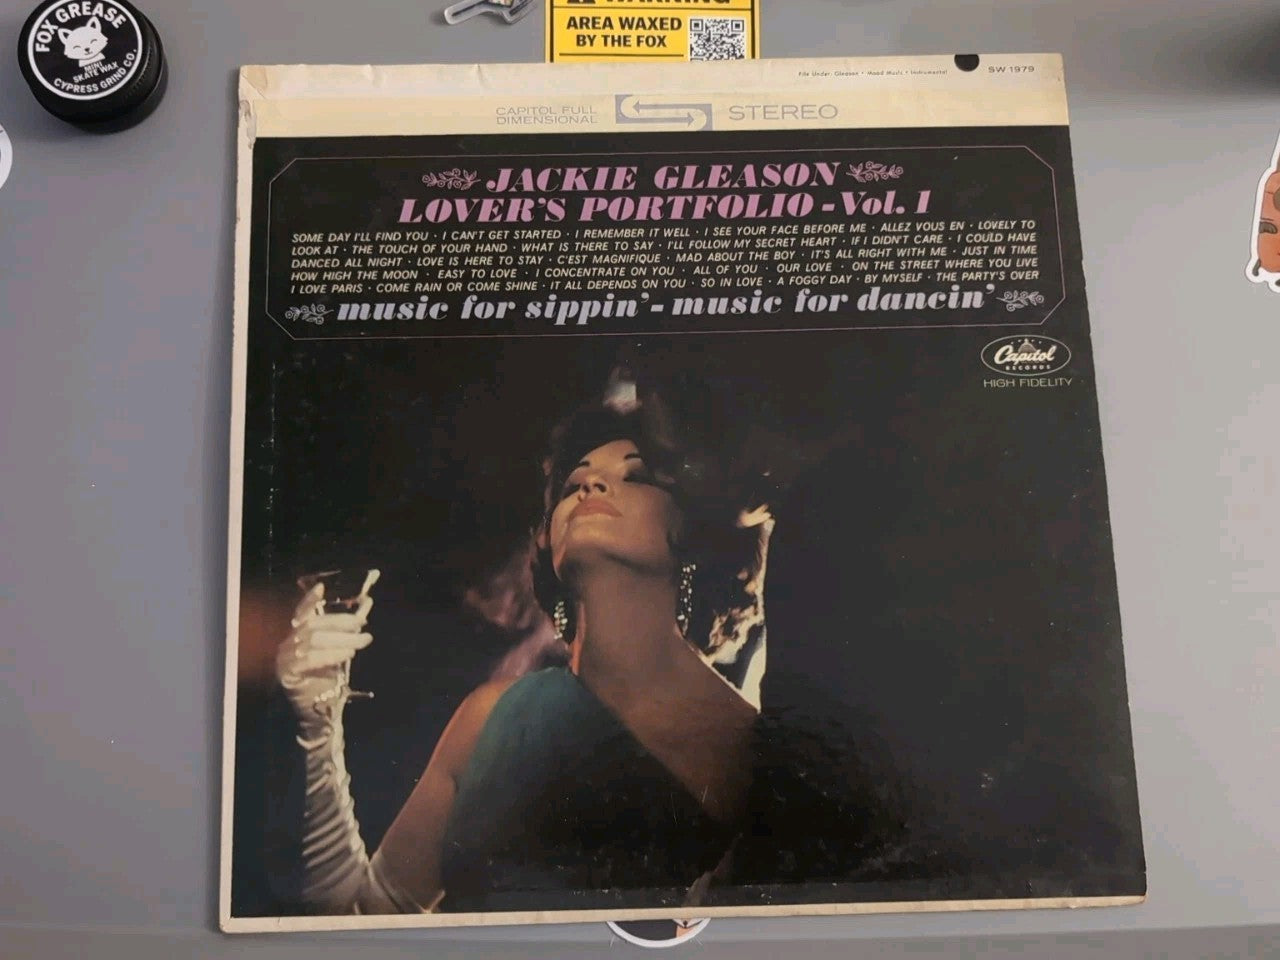 FOX GREASE
MINI
SKATE WAX
CYPRESS GRIND CO.
WARNING
AREA WAXED
BY THE FOX
File Under: Gleason • Mood Music • Instrumental
SW 1979
CAPITOL FULL
DIMENSIONAL
STEREO
JACKIE GLEASON
LOVER'S PORTFOLIO - Vol. 1
SOME DAY I'LL FIND YOU · I CAN'T GET STARTED · I REMEMBER IT WELL · I SEE YOUR FACE BEFORE ME · ALLEZ VOUS EN · LOVELY TO
LOOK AT · THE TOUCH OF YOUR HAND · WHAT IS THERE TO SAY · I'LL FOLLOW MY SECRET HEART · IF I DIDN'T CARE · I COULD HAVE
DANCED ALL NIGHT · LOVE IS HERE TO STAY · C'EST MAGNIFIQUE · MAD ABOUT THE BOY · IT'S ALL RIGHT WITH ME · JUST IN TIME
HOW HIGH THE MOON · EASY TO LOVE · I CONCENTRATE ON YOU · ALL OF YOU · OUR LOVE · ON THE STREET WHERE YOU LIVE
I LOVE PARIS · COME RAIN OR COME SHINE · IT ALL DEPENDS ON YOU · SO IN LOVE · A FOGGY DAY · BY MYSELF · THE PARTY'S OVER
music for sippin' - music for dancin'
Capitol
RECORDS
HIGH FIDELITY